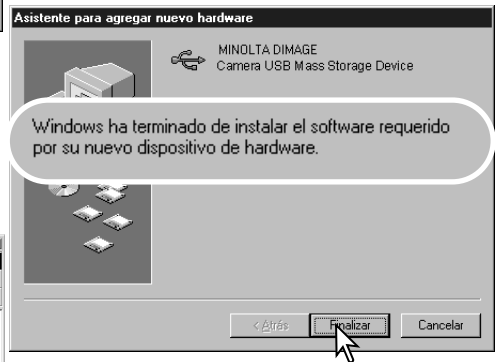 Asistente para agregar nuevo hardware
MINOLTA DIMAGE
Camera USB Mass Storage Device
Windows ha terminado de instalar el software requerido
por su nuevo dispositivo de hardware.
< Atrás
Finalizar
Cancelar